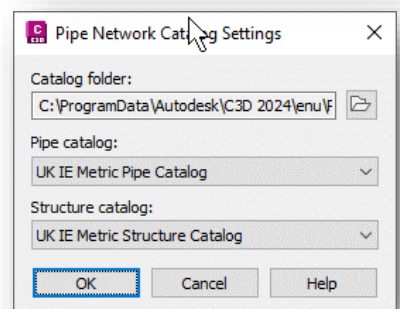 C3D Pipe Network Catalog Settings
Catalog folder:
C:\ProgramData\Autodesk\C3D 2024\enu\F
Pipe catalog:
UK IE Metric Pipe Catalog
Structure catalog:
UK IE Metric Structure Catalog
OK Cancel Help